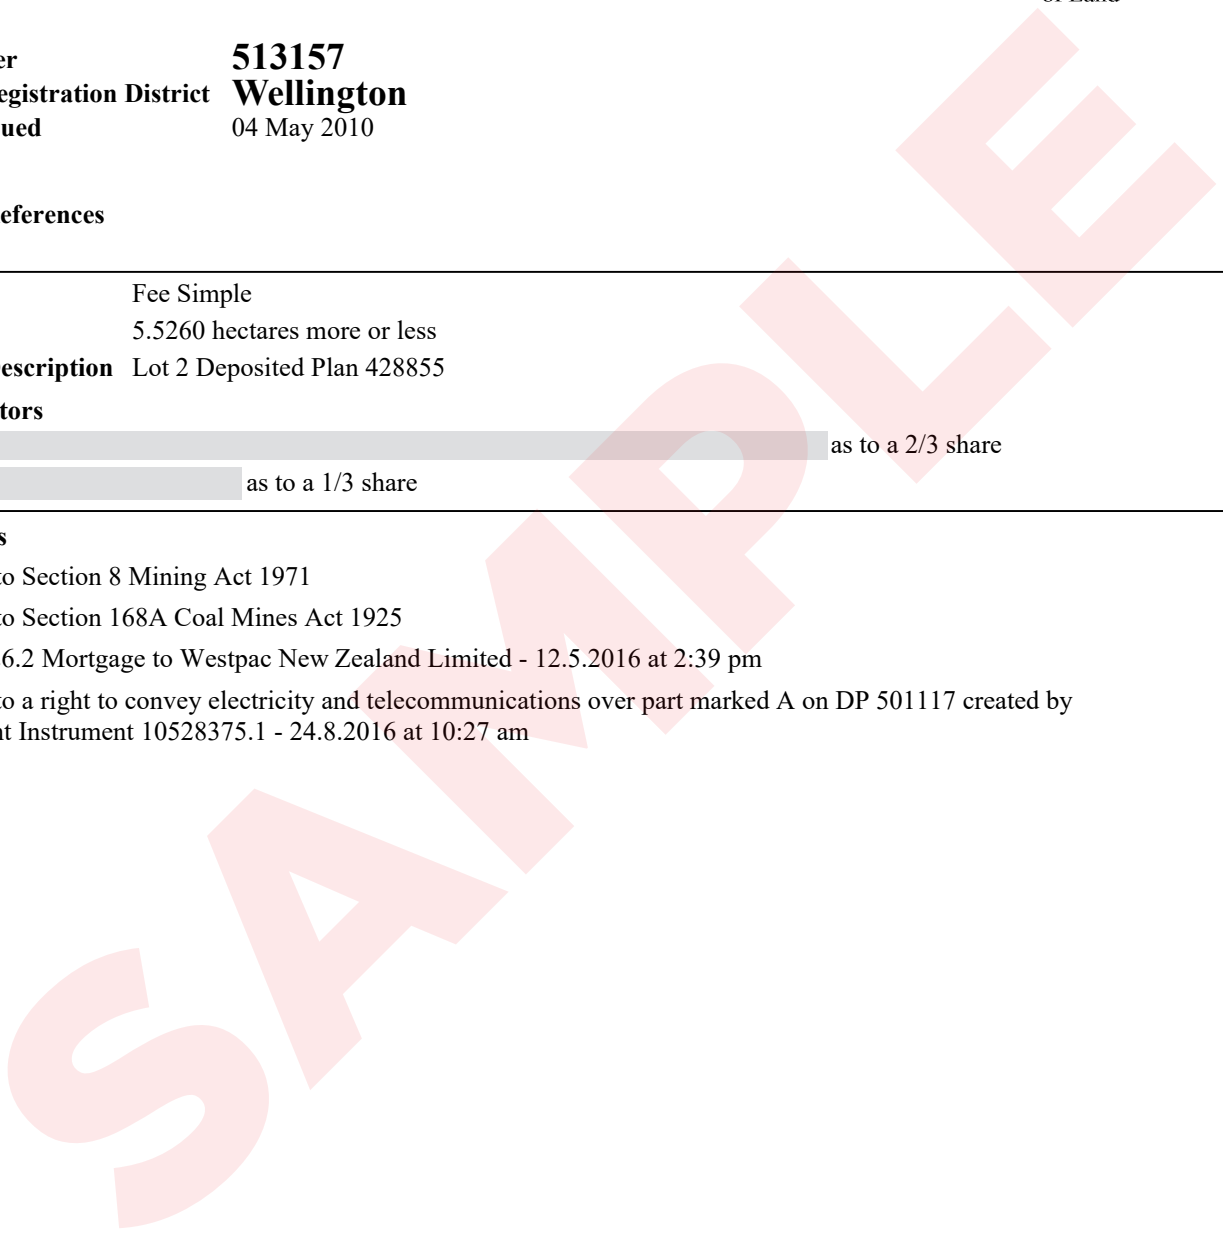 of Land
er 513157
egistration District Wellington
ued 04 May 2010
eferences
Fee Simple
5.5260 hectares more or less
escription Lot 2 Deposited Plan 428855
tors
as to a 2/3 share
as to a 1/3 share
s
to Section 8 Mining Act 1971
to Section 168A Coal Mines Act 1925
6.2 Mortgage to Westpac New Zealand Limited - 12.5.2016 at 2:39 pm
to a right to convey electricity and telecommunications over part marked A on DP 501117 created by
nt Instrument 10528375.1 - 24.8.2016 at 10:27 am
SAMPLE